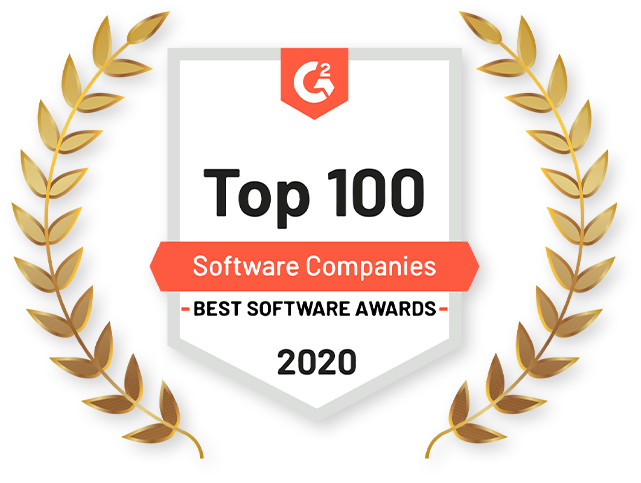 G2
Top 100
Software Companies
-BEST SOFTWARE AWARDS-
2020